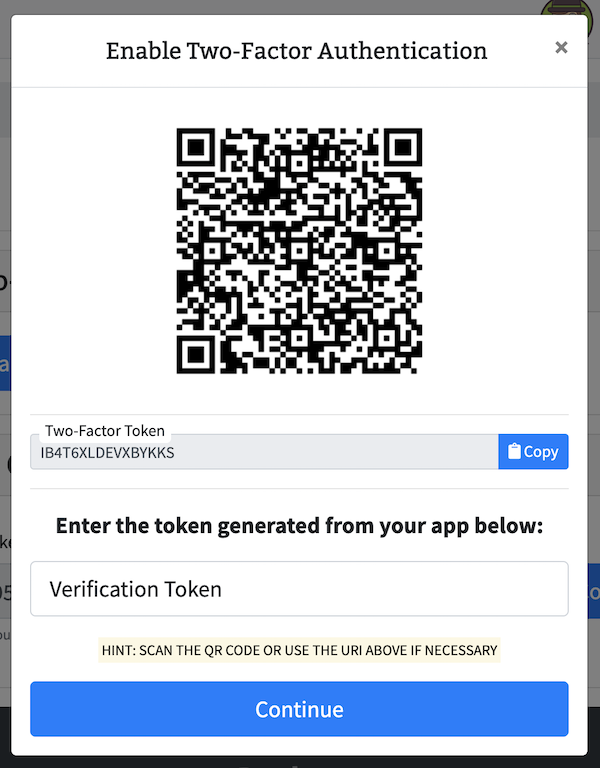 Enable Two-Factor Authentication
×
Two-Factor Token
IB4T6XLDEVXBYKKS
Copy
Enter the token generated from your app below:
Verification Token
HINT: SCAN THE QR CODE OR USE THE URI ABOVE IF NECESSARY
Continue